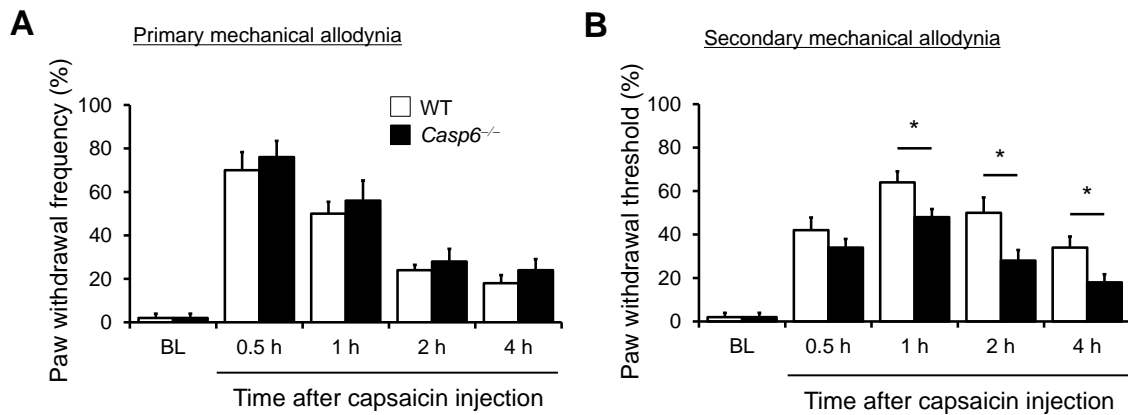 A
Primary mechanical allodynia
Paw withdrawal frequency (%)
100
80
60
40
20
0
WT
Casp6−/−
BL
0.5 h
1 h
2 h
4 h
Time after capsaicin injection
B
Secondary mechanical allodynia
Paw withdrawal threshold (%)
100
80
60
40
20
0
*
*
*
BL
0.5 h
1 h
2 h
4 h
Time after capsaicin injection